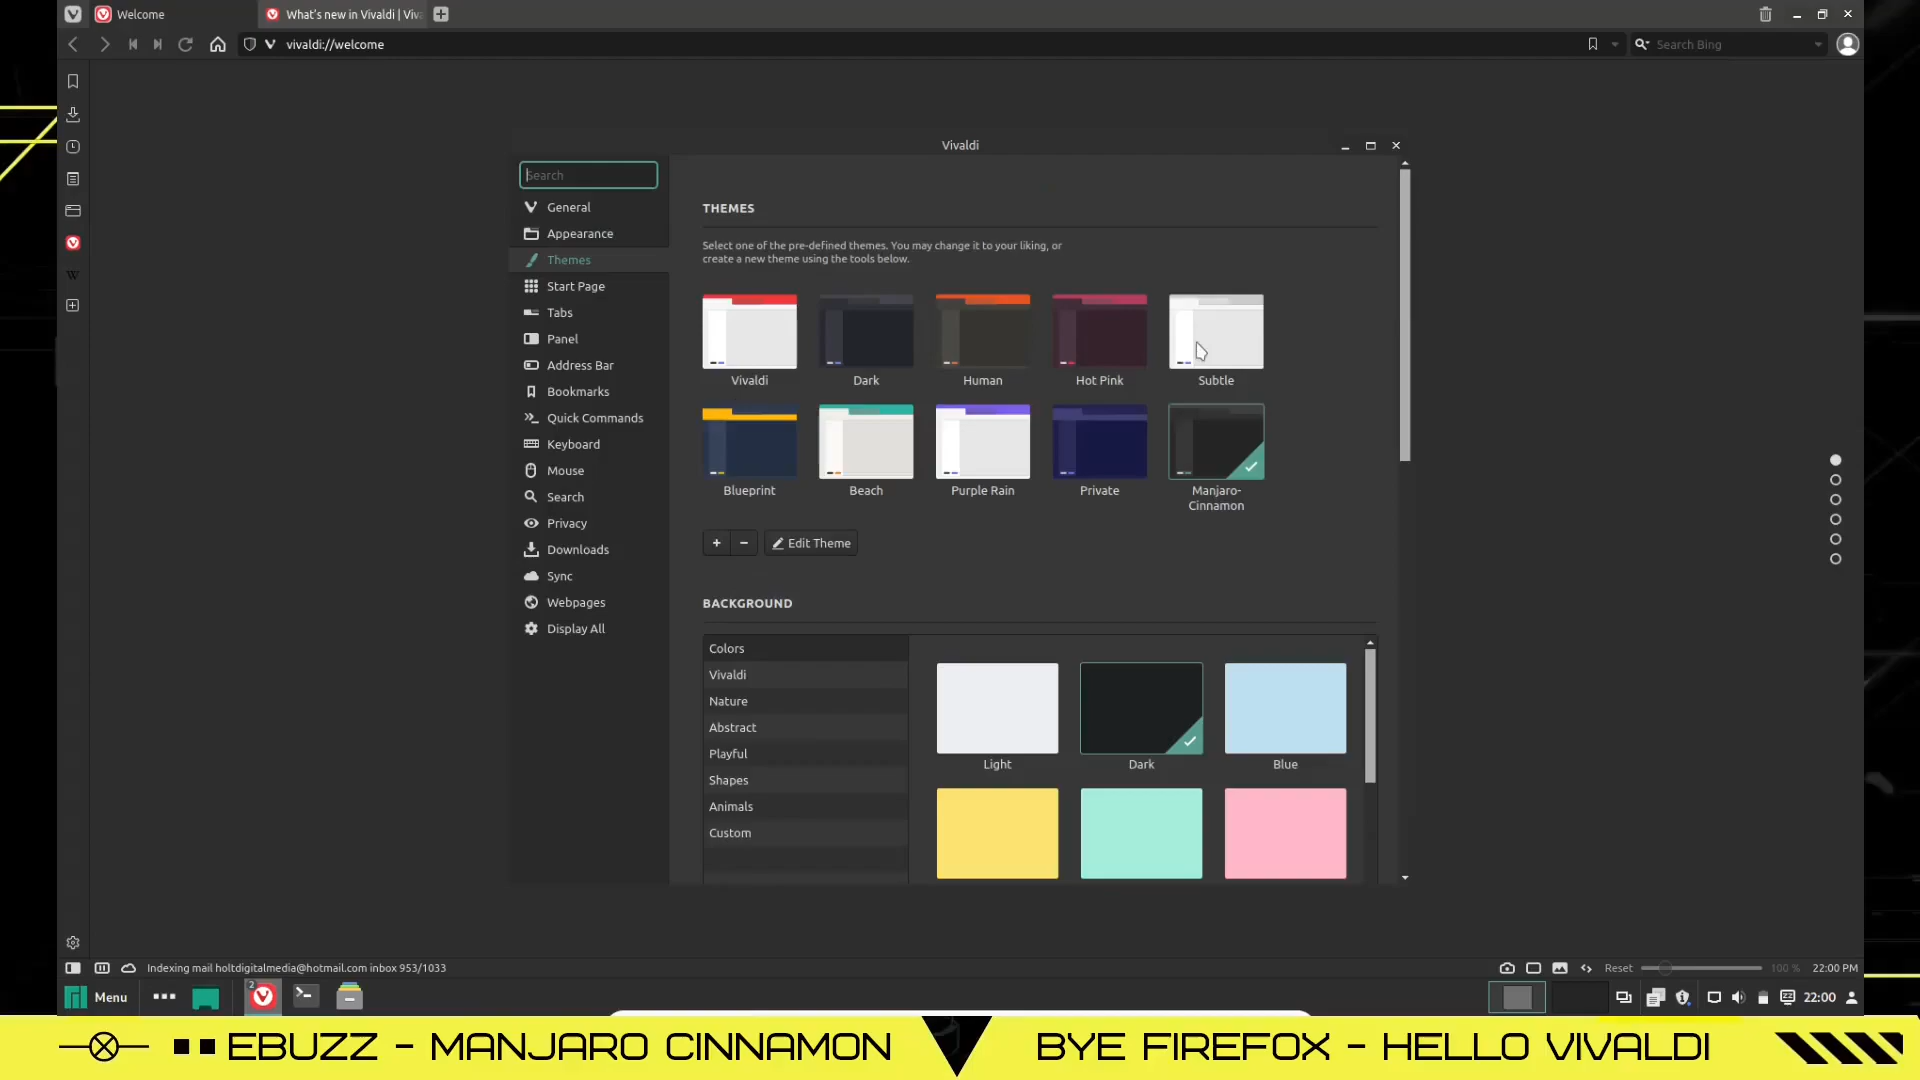 Welcome
What's new in Vivaldi | Viv
vivaldi://welcome
Search Bing
Vivaldi
Search
General
Appearance
Themes
Start Page
Tabs
Panel
Address Bar
Bookmarks
Quick Commands
Keyboard
Mouse
Search
Privacy
Downloads
Sync
Webpages
Display All
THEMES
Select one of the pre-defined themes. You may change it to your liking, or
create a new theme using the tools below.
Vivaldi
Dark
Human
Hot Pink
Subtle
Blueprint
Beach
Purple Rain
Private
Manjaro-
Cinnamon
+
−
Edit Theme
BACKGROUND
Colors
Vivaldi
Nature
Abstract
Playful
Shapes
Animals
Custom
Light
Dark
Blue
Indexing mail holtdigitalmedia@hotmail.com inbox 953/1033
Reset
100 %
22:00 PM
Menu
2
22:00
EBUZZ - MANJARO CINNAMON
BYE FIREFOX - HELLO VIVALDI